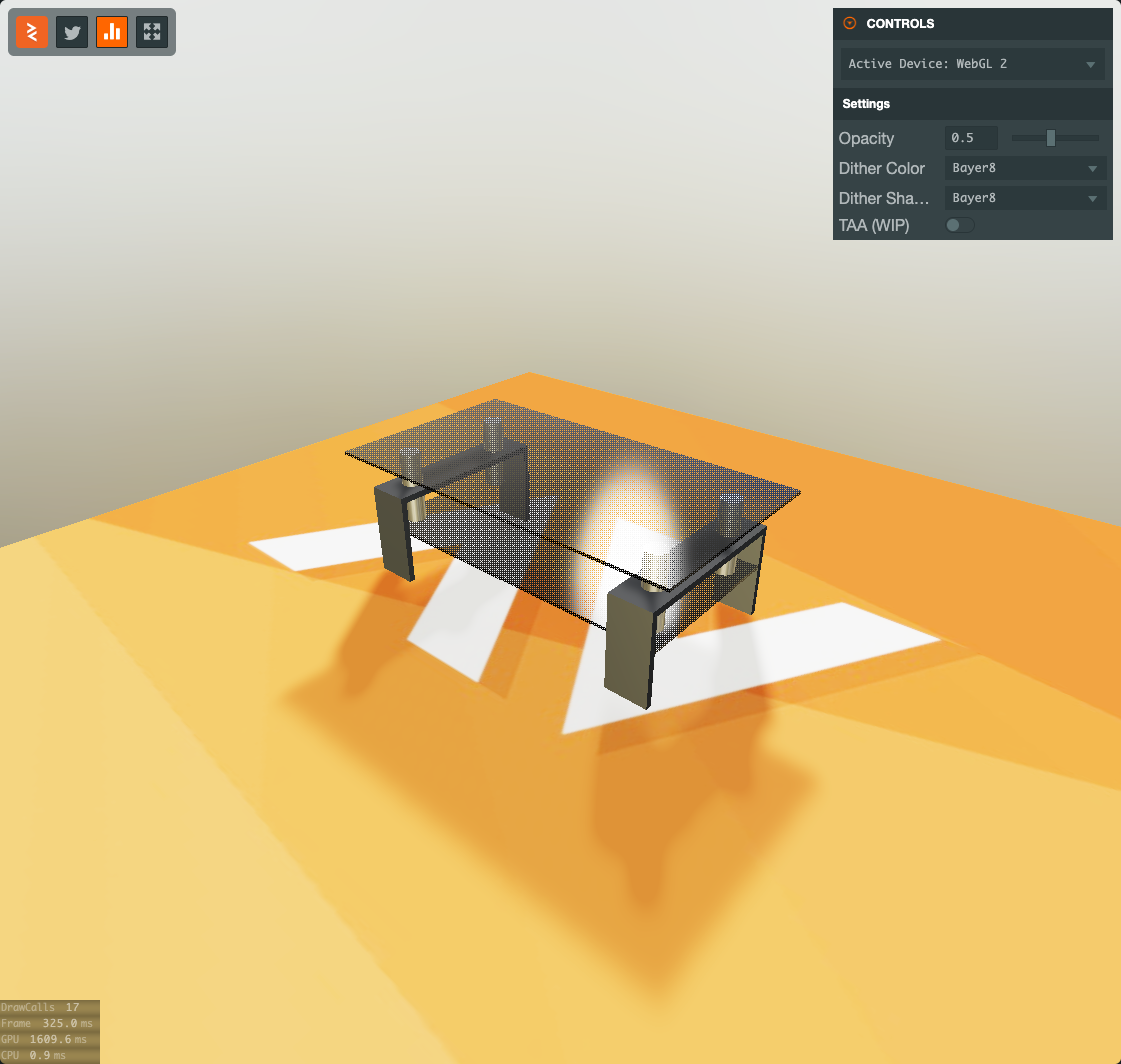 CONTROLS
Active Device: WebGL 2
Settings
Opacity 0.5
Dither Color Bayer8
Dither Sha... Bayer8
TAA (WIP)
DrawCalls 17
Frame 325.0 ms
GPU 1609.6 ms
CPU 0.9 ms